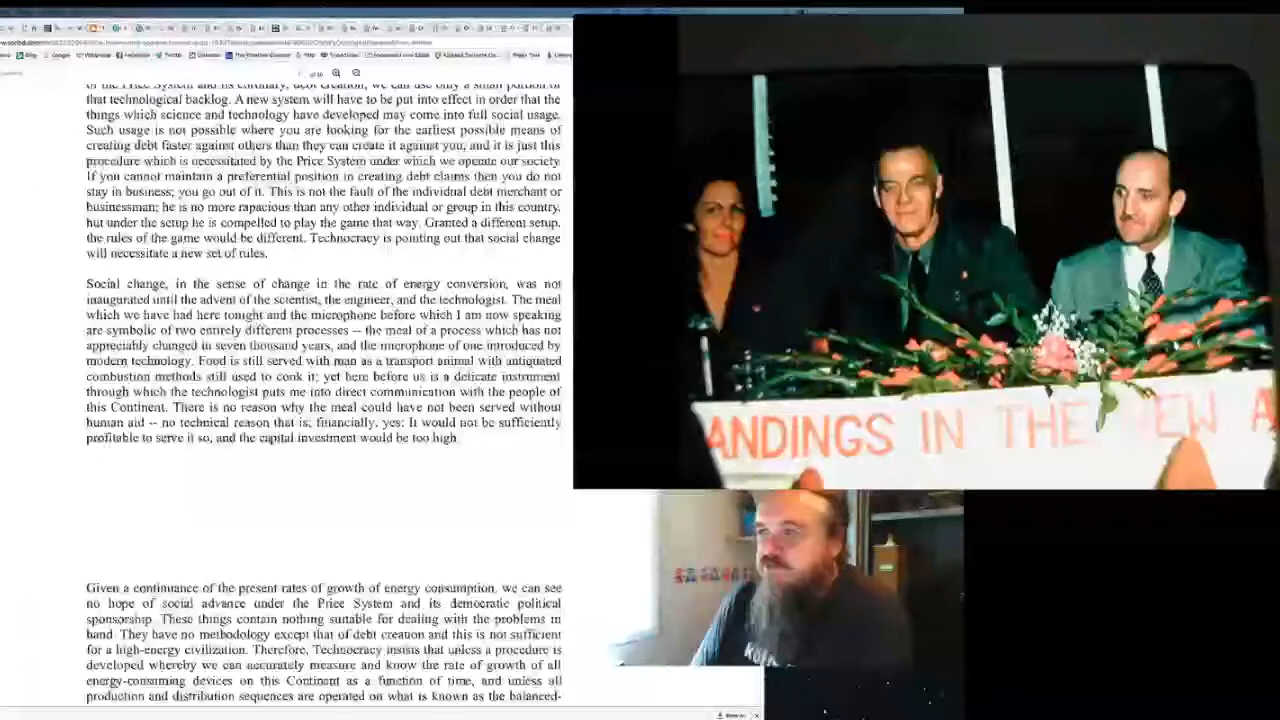 of the Price System and its corollary, debt creation, we can use only a small portion of
that technological backlog. A new system will have to be put into effect in order that the
things which science and technology have developed may come into full social usage.
Such usage is not possible where you are looking for the earliest possible means of
creating debt faster against others than they can create it against you, and it is just this
procedure which is necessitated by the Price System under which we operate our society.
If you cannot maintain a preferential position in creating debt claims then you do not
stay in business; you go out of it. This is not the fault of the individual debt merchant or
businessman; he is no more rapacious than any other individual or group in this country,
but under the setup he is compelled to play the game that way. Granted a different setup,
the rules of the game would be different. Technocracy is pointing out that social change
will necessitate a new set of rules.
Social change, in the sense of change in the rate of energy conversion, was not
inaugurated until the advent of the scientist, the engineer, and the technologist. The meal
which we have had here tonight and the microphone before which I am now speaking
are symbolic of two entirely different processes -- the meal of a process which has not
appreciably changed in seven thousand years, and the microphone of one introduced by
modern technology. Food is still served with man as a transport animal with antiquated
combustion methods still used to cook it; yet here before us is a delicate instrument
through which the technologist puts me into direct communication with the people of
this Continent. There is no reason why the meal could have not been served without
human aid -- no technical reason that is; financially, yes: It would not be sufficiently
profitable to serve it so, and the capital investment would be too high.
Given a continuance of the present rates of growth of energy consumption, we can see
no hope of social advance under the Price System and its democratic political
sponsorship. These things contain nothing suitable for dealing with the problems in
hand. They have no methodology except that of debt creation and this is not sufficient
for a high-energy civilization. Therefore, Technocracy insists that unless a procedure is
developed whereby we can accurately measure and know the rate of growth of all
energy-consuming devices on this Continent as a function of time, and unless all
production and distribution sequences are operated on what is known as the balanced-
ANDINGS IN THE NEW A